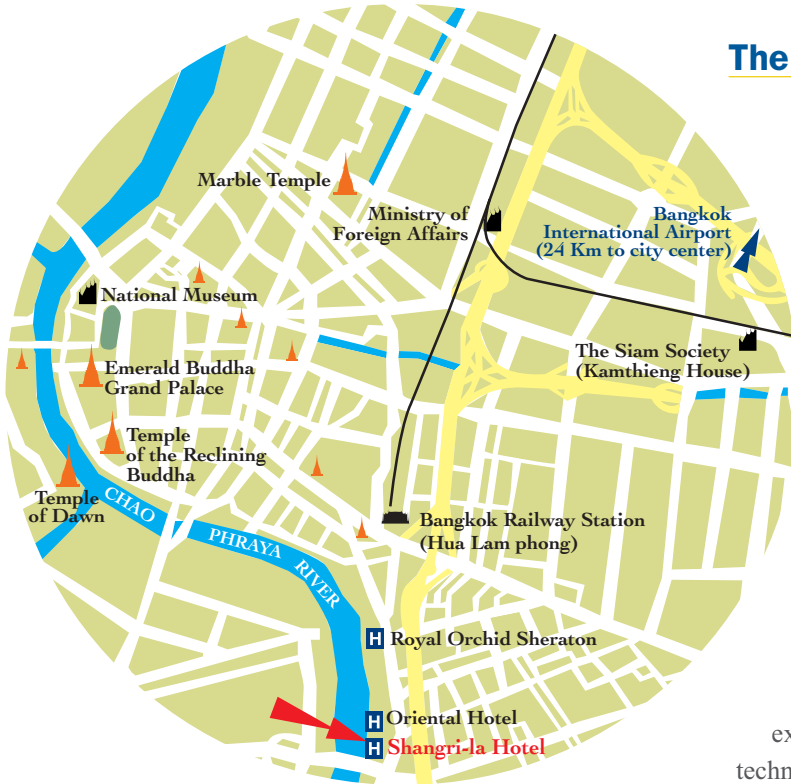 The
Marble Temple
Ministry of
Foreign Affairs
Bangkok
International Airport
(24 Km to city center)
National Museum
The Siam Society
(Kamthieng House)
Emerald Buddha
Grand Palace
Temple
of the Reclining
Buddha
Temple
of Dawn
CHAO
PHRAYA
RIVER
Bangkok Railway Station
(Hua Lam phong)
H Royal Orchid Sheraton
H Oriental Hotel
H Shangri-la Hotel
ex
techn